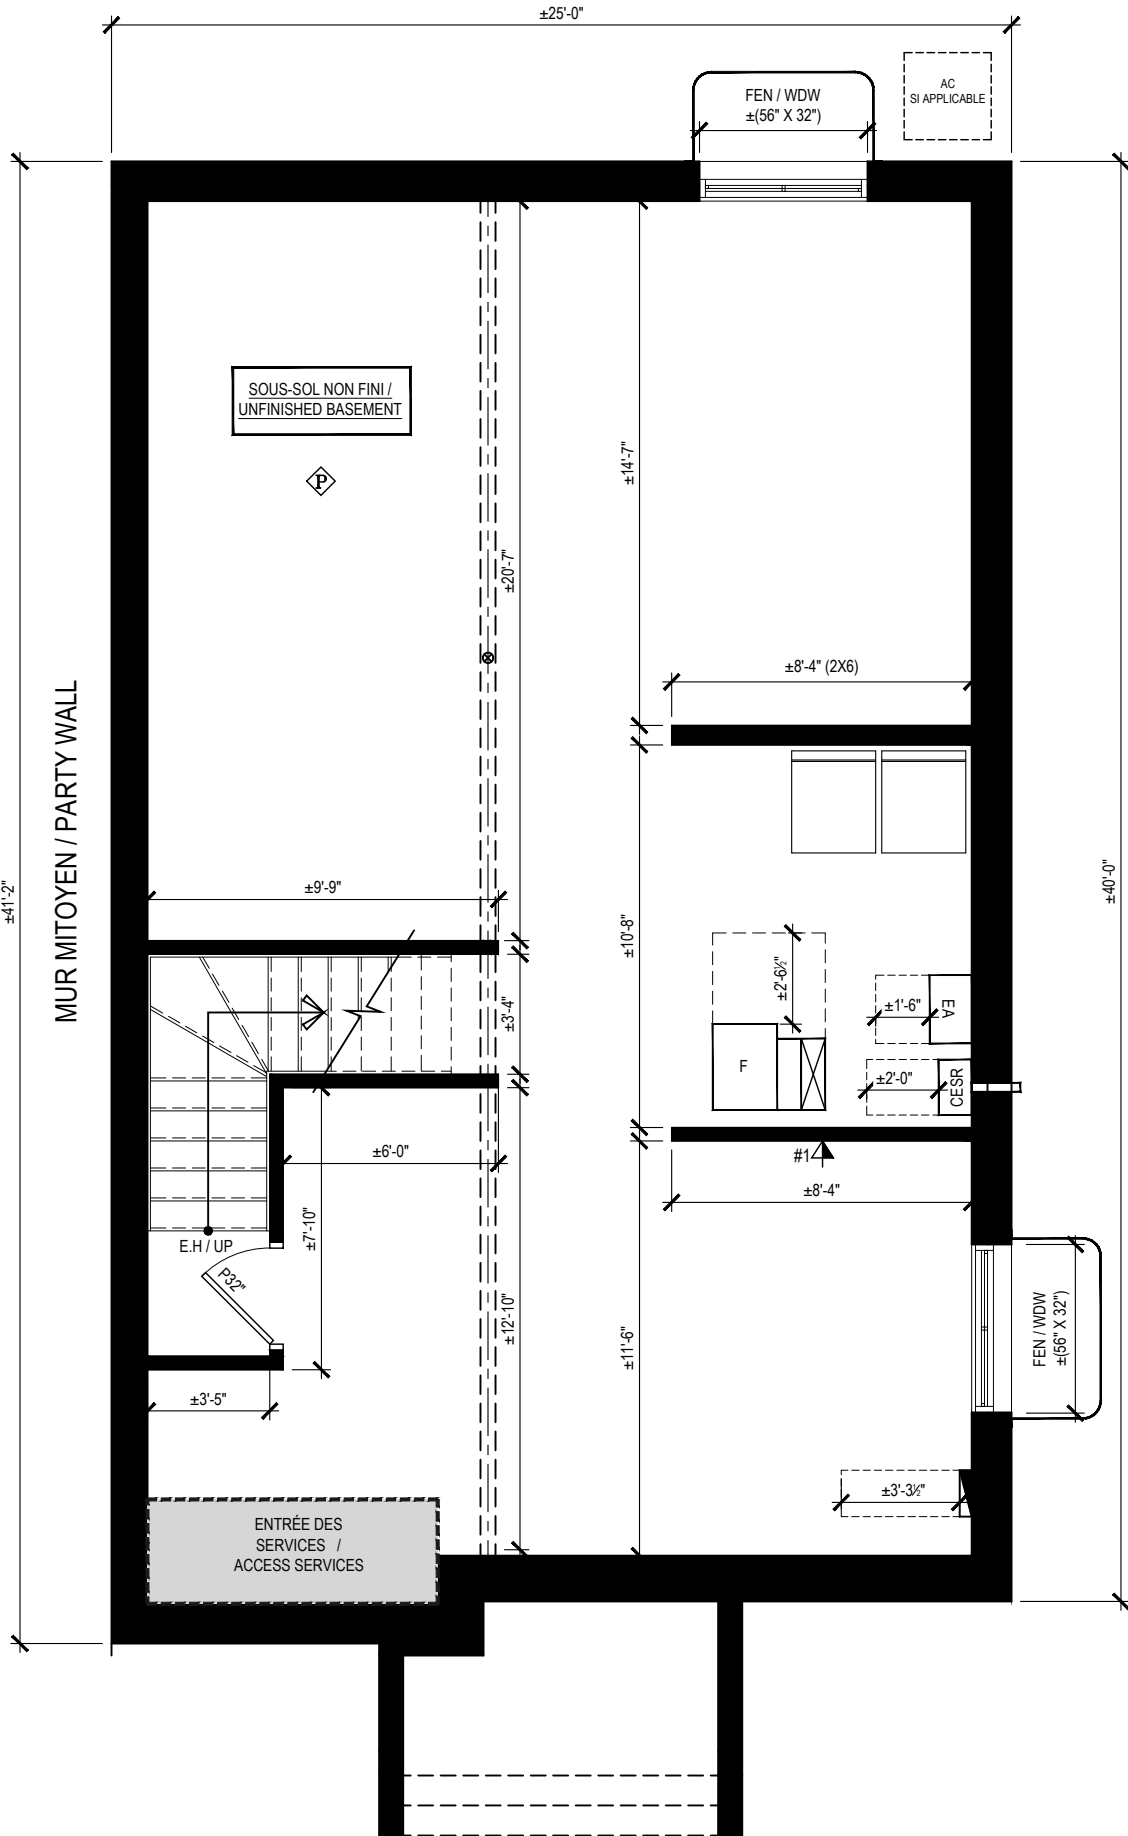 ±25'-0"
FEN / WDW
±(56" X 32")
AC
SI APPLICABLE
SOUS-SOL NON FINI /
UNFINISHED BASEMENT
P
±14'-7"
±20'-7"
±8'-4" (2X6)
MUR MITOYEN / PARTY WALL
±41'-2"
±40'-0"
±9'-9"
±10'-8"
±2'-6½"
±3'-4"
±1'-6"
EA
F
±2'-0"
CESR
#1
±6'-0"
±8'-4"
±7'-10"
E.H / UP
P32"
±12'-10"
±11'-6"
FEN / WDW
±(56" X 32")
±3'-5"
±3'-3½"
ENTRÉE DES
SERVICES /
ACCESS SERVICES